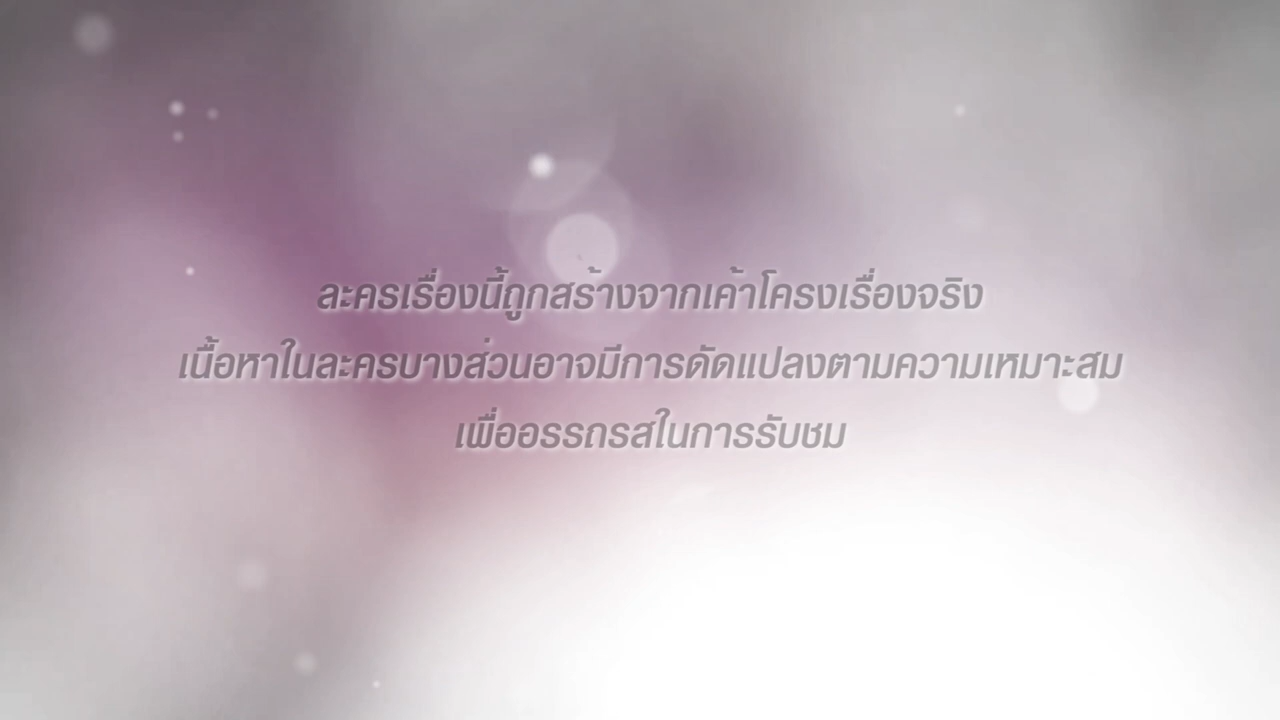 ละครเรื่องนี้ถูกสร้างจากเค้าโครงเรื่องจริง
เนื้อหาในละครบางส่วนอาจมีการดัดแปลงตามความเหมาะสม
เพื่ออรรถรสในการรับชม